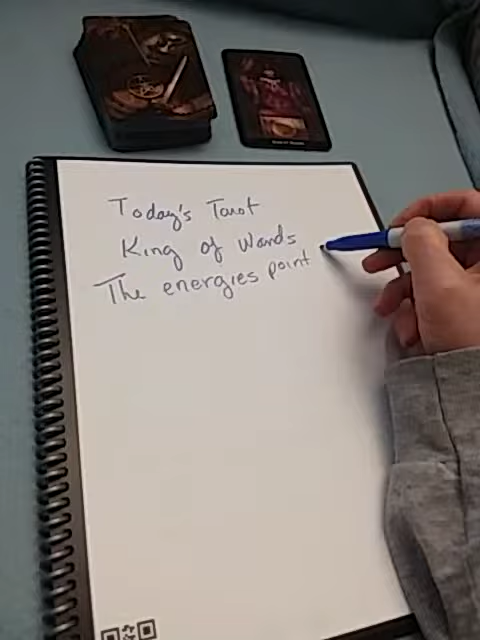 Today's Tarot
King of Wands
The energies point